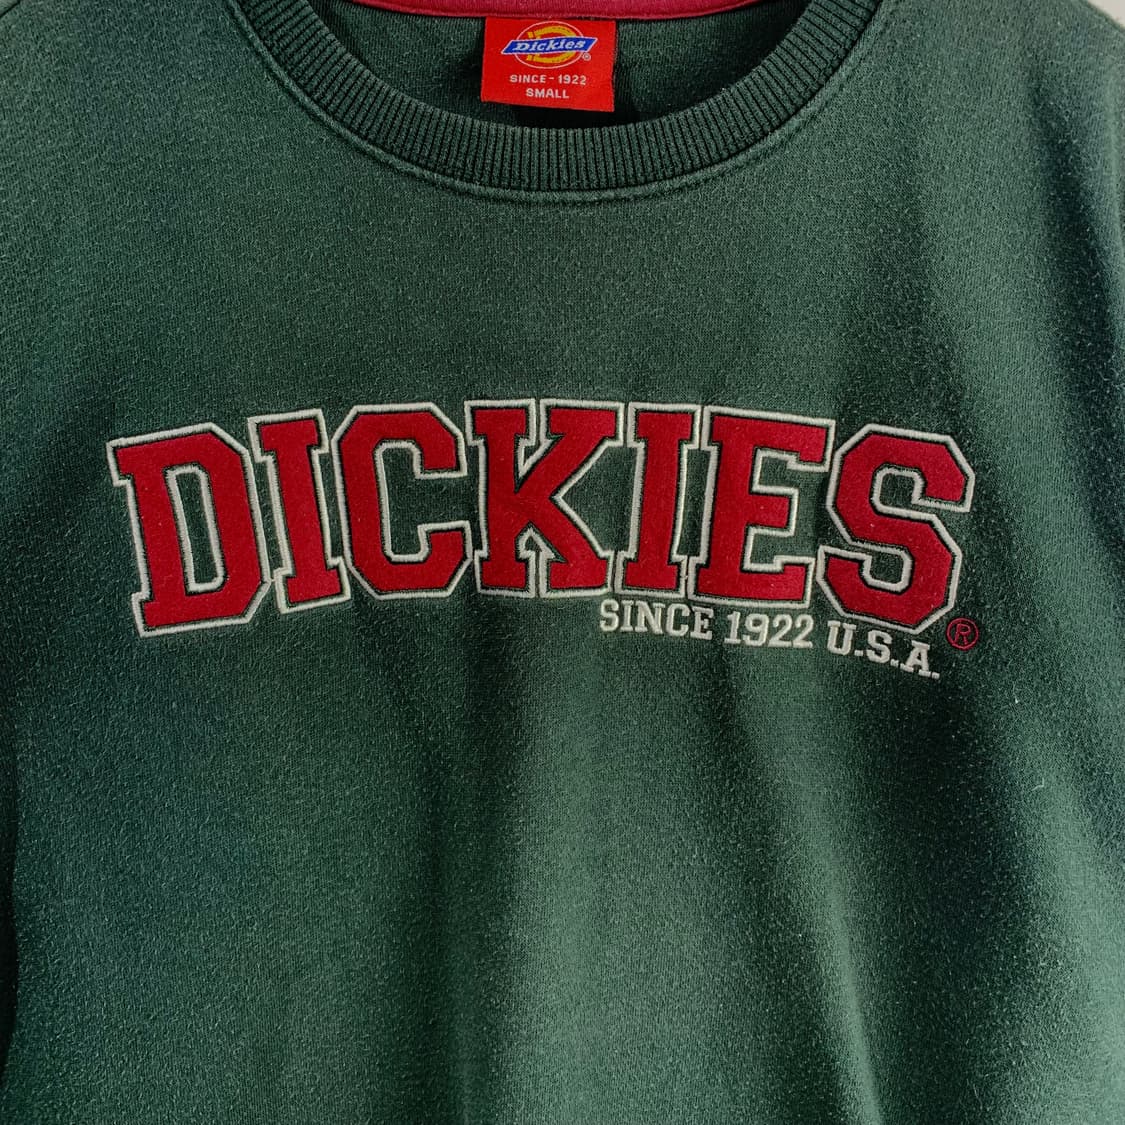 Dickies®
SINCE-1922
SMALL
DICKIES
SINCE 1922 U.S.A.®